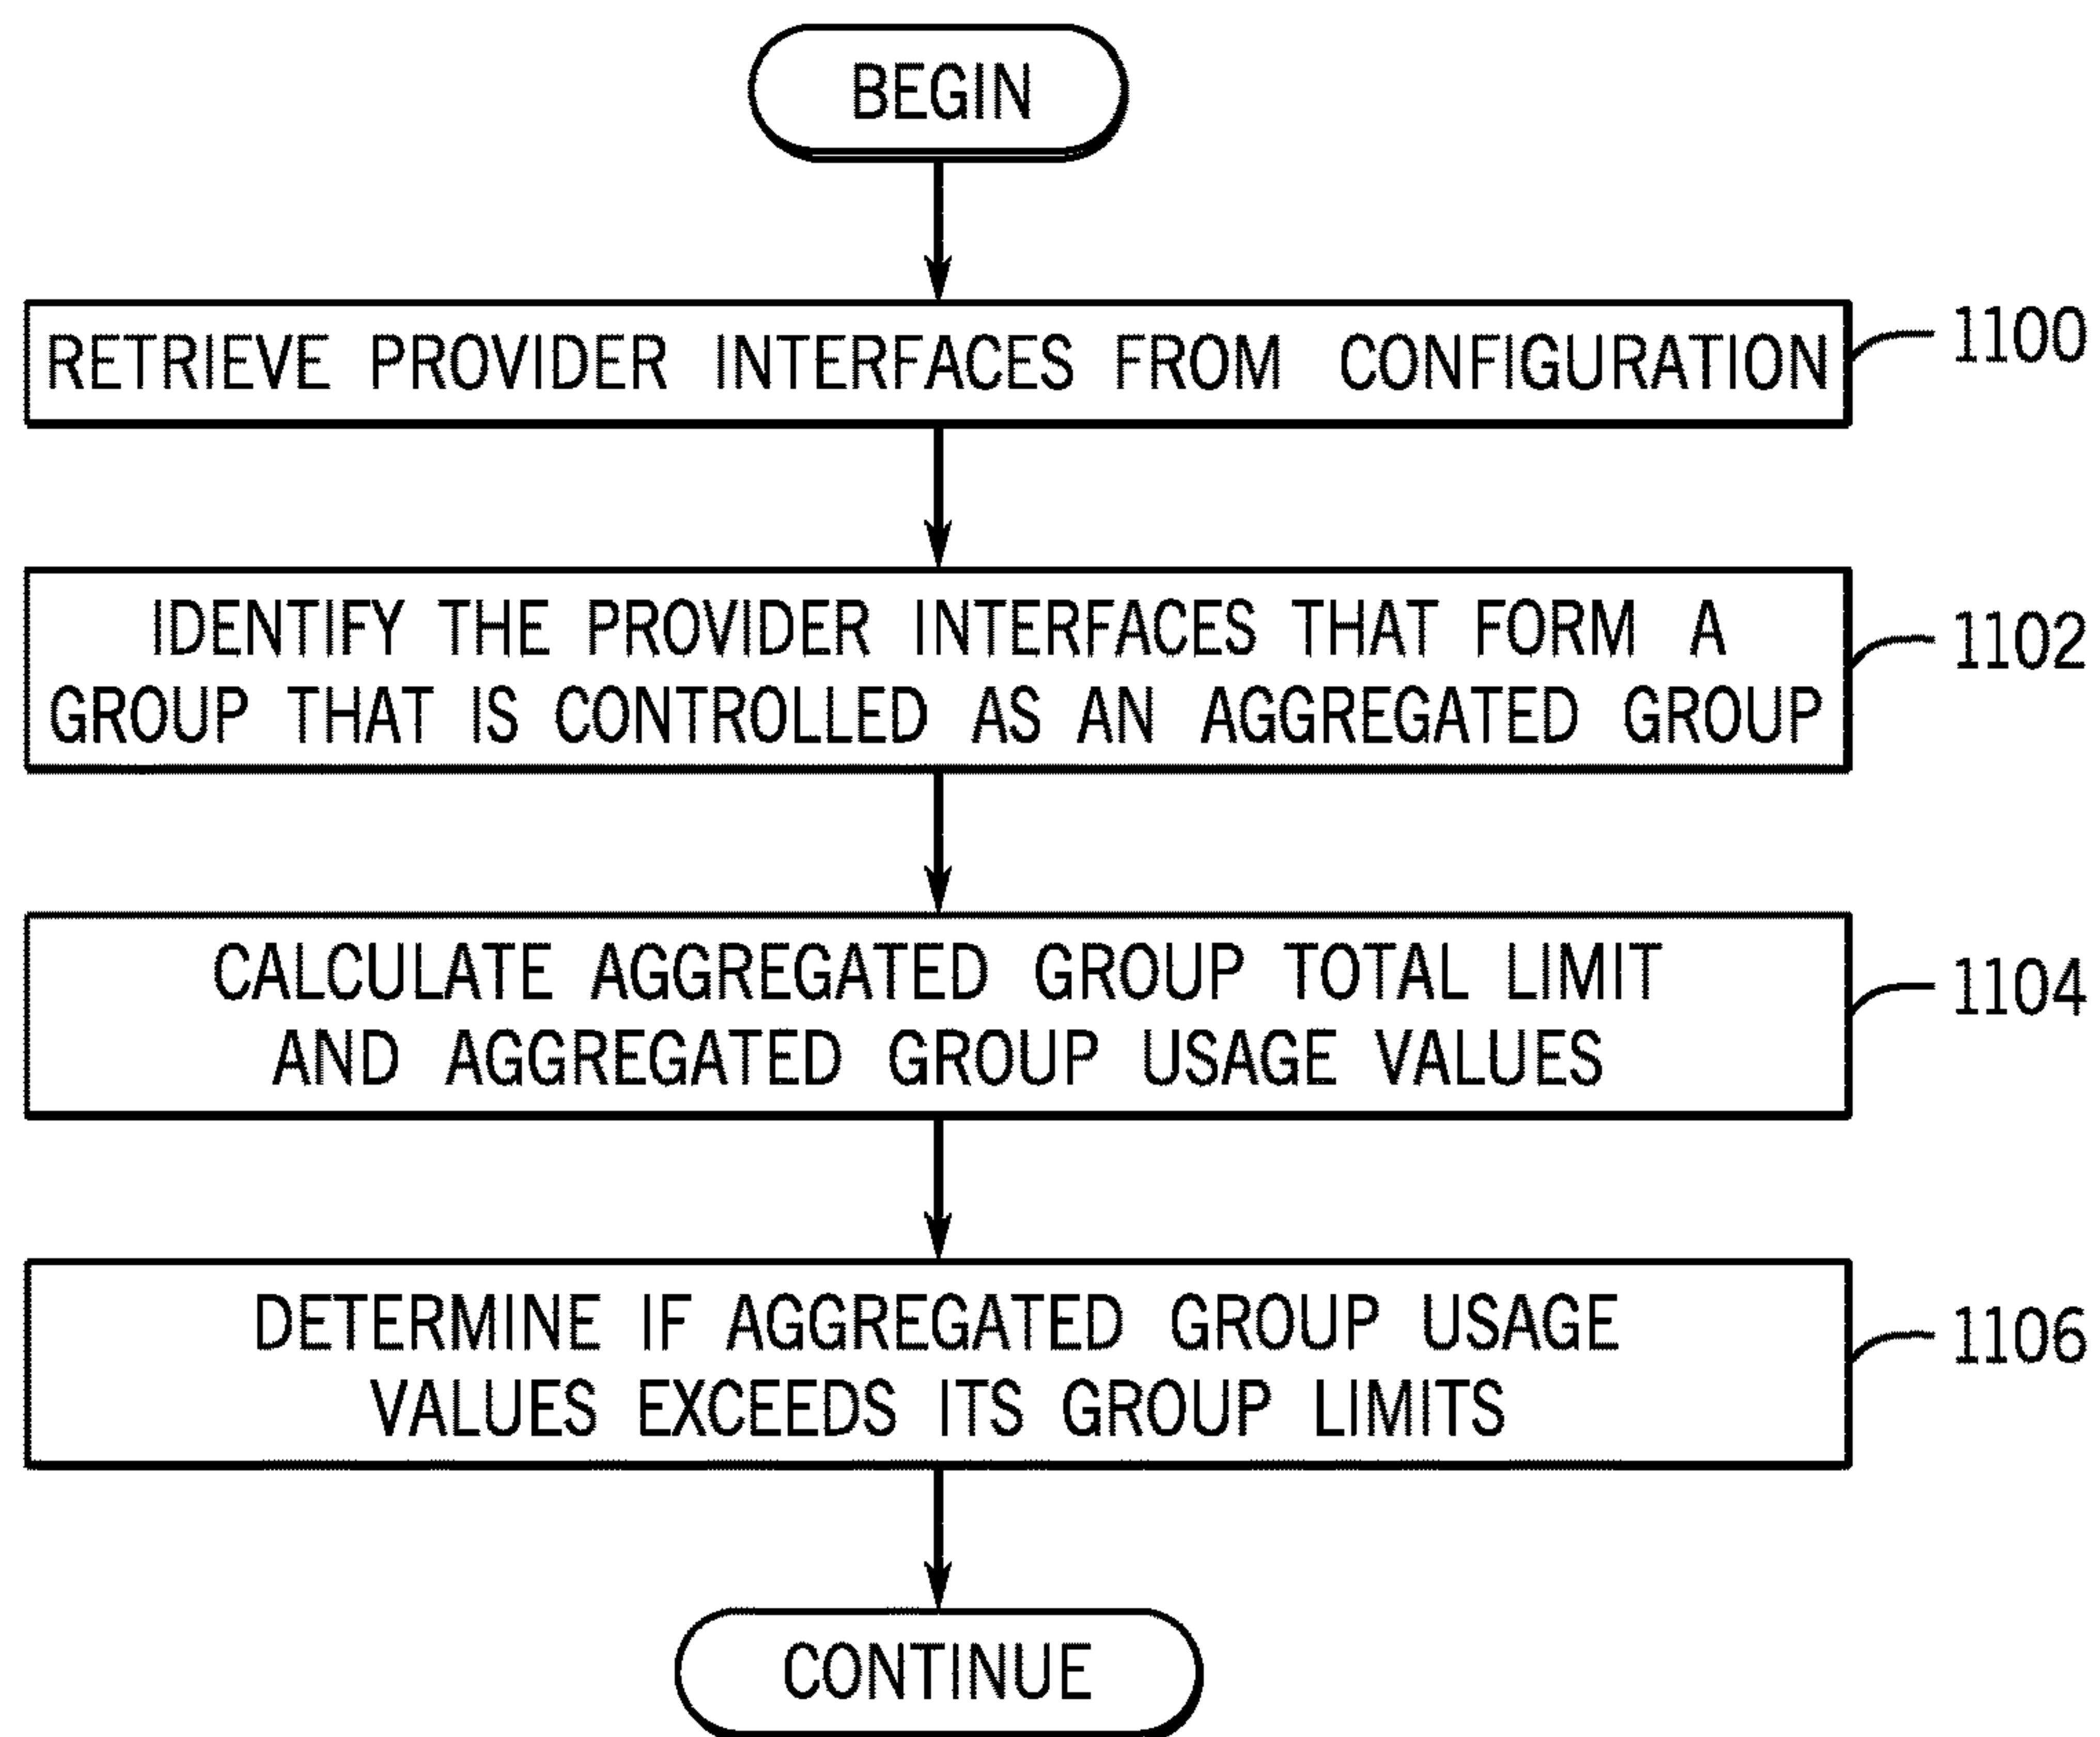 BEGIN
RETRIEVE PROVIDER INTERFACES FROM CONFIGURATION
1100
IDENTIFY THE PROVIDER INTERFACES THAT FORM A
GROUP THAT IS CONTROLLED AS AN AGGREGATED GROUP
1102
CALCULATE AGGREGATED GROUP TOTAL LIMIT
AND AGGREGATED GROUP USAGE VALUES
1104
DETERMINE IF AGGREGATED GROUP USAGE
VALUES EXCEEDS ITS GROUP LIMITS
1106
CONTINUE